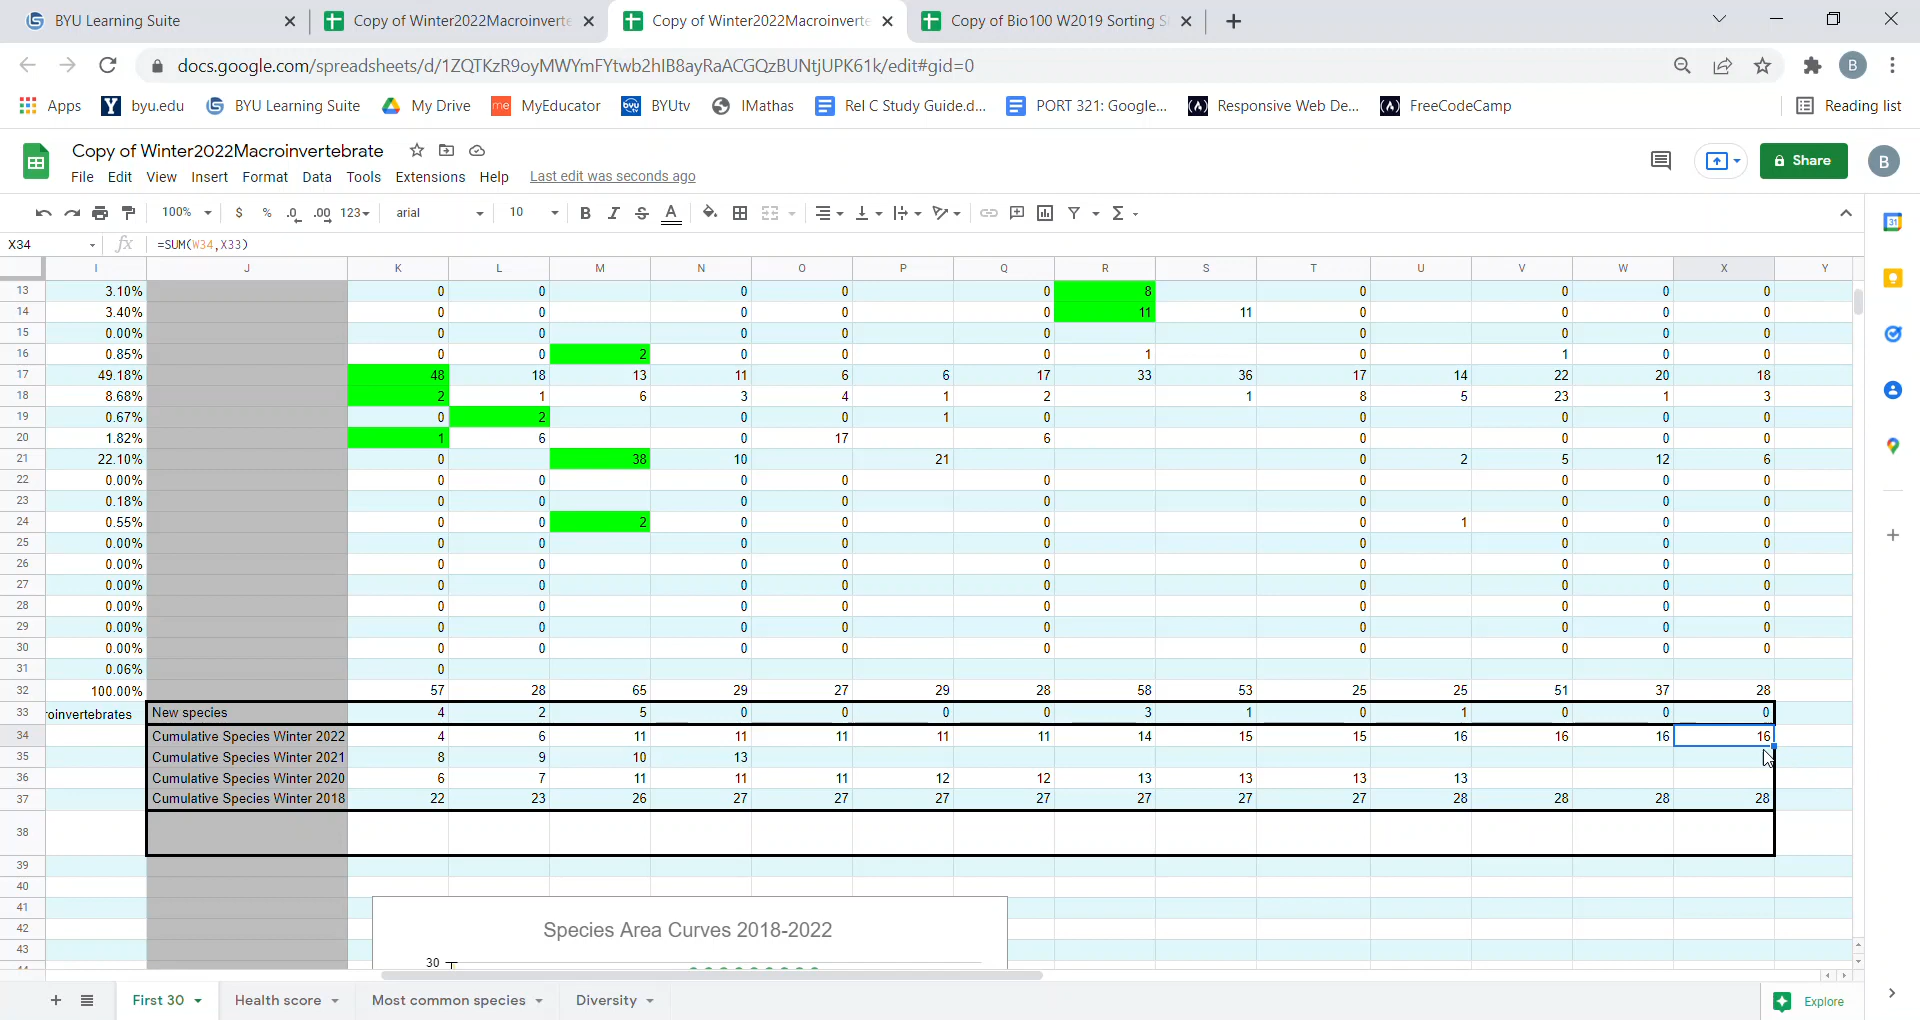 BYU Learning Suite
Copy of Winter2022Macroinverte
Copy of Winter2022Macroinverte
Copy of Bio100 W2019 Sorting S
docs.google.com/spreadsheets/d/1ZQTKzR9oyMWYmFYtwb2hlB8ayRaACGQzBUNtjUPK61k/edit#gid=0
B
Apps byu.edu BYU Learning Suite My Drive me MyEducator byu tv BYUtv IMathas Rel C Study Guide.d... PORT 321: Google... Responsive Web De... FreeCodeCamp Reading list
Copy of Winter2022Macroinvertebrate
Share
B
File Edit View Insert Format Data Tools Extensions Help Last edit was seconds ago
100% $ % .0 .00 123 arial 10 B I S A
X34 fx =SUM(W34,X33)
I J K L M N O P Q R S T U V W X Y
13 3.10% 0 0 0 0 0 8 0 0 0 0
14 3.40% 0 0 0 0 0 11 11 0 0 0 0
15 0.00% 0 0 0 0 0 0 0 0 0
16 0.85% 0 0 2 0 0 0 1 0 1 0 0
17 49.18% 48 18 13 11 6 6 17 33 36 17 14 22 20 18
18 8.68% 2 1 6 3 4 1 2 1 8 5 23 1 3
19 0.67% 0 2 0 0 1 0 0 0 0 0
20 1.82% 1 6 0 17 6 0 0 0 0
21 22.10% 0 38 10 21 0 2 5 12 6
22 0.00% 0 0 0 0 0 0 0 0 0
23 0.18% 0 0 0 0 0 0 0 0 0
24 0.55% 0 0 2 0 0 0 0 1 0 0 0
25 0.00% 0 0 0 0 0 0 0 0 0
26 0.00% 0 0 0 0 0 0 0 0 0
27 0.00% 0 0 0 0 0 0 0 0 0
28 0.00% 0 0 0 0 0 0 0 0 0
29 0.00% 0 0 0 0 0 0 0 0 0
30 0.00% 0 0 0 0 0 0 0 0 0
31 0.06% 0
32 100.00% 57 28 65 29 27 29 28 58 53 25 25 51 37 28
33 roinvertebrates New species 4 2 5 0 0 0 0 3 1 0 1 0 0 0
34 Cumulative Species Winter 2022 4 6 11 11 11 11 11 14 15 15 16 16 16 16
35 Cumulative Species Winter 2021 8 9 10 13
36 Cumulative Species Winter 2020 6 7 11 11 11 12 12 13 13 13 13
37 Cumulative Species Winter 2018 22 23 26 27 27 27 27 27 27 27 28 28 28 28
38
39
40
41
42 Species Area Curves 2018-2022
43
30
First 30 Health score Most common species Diversity Explore
31